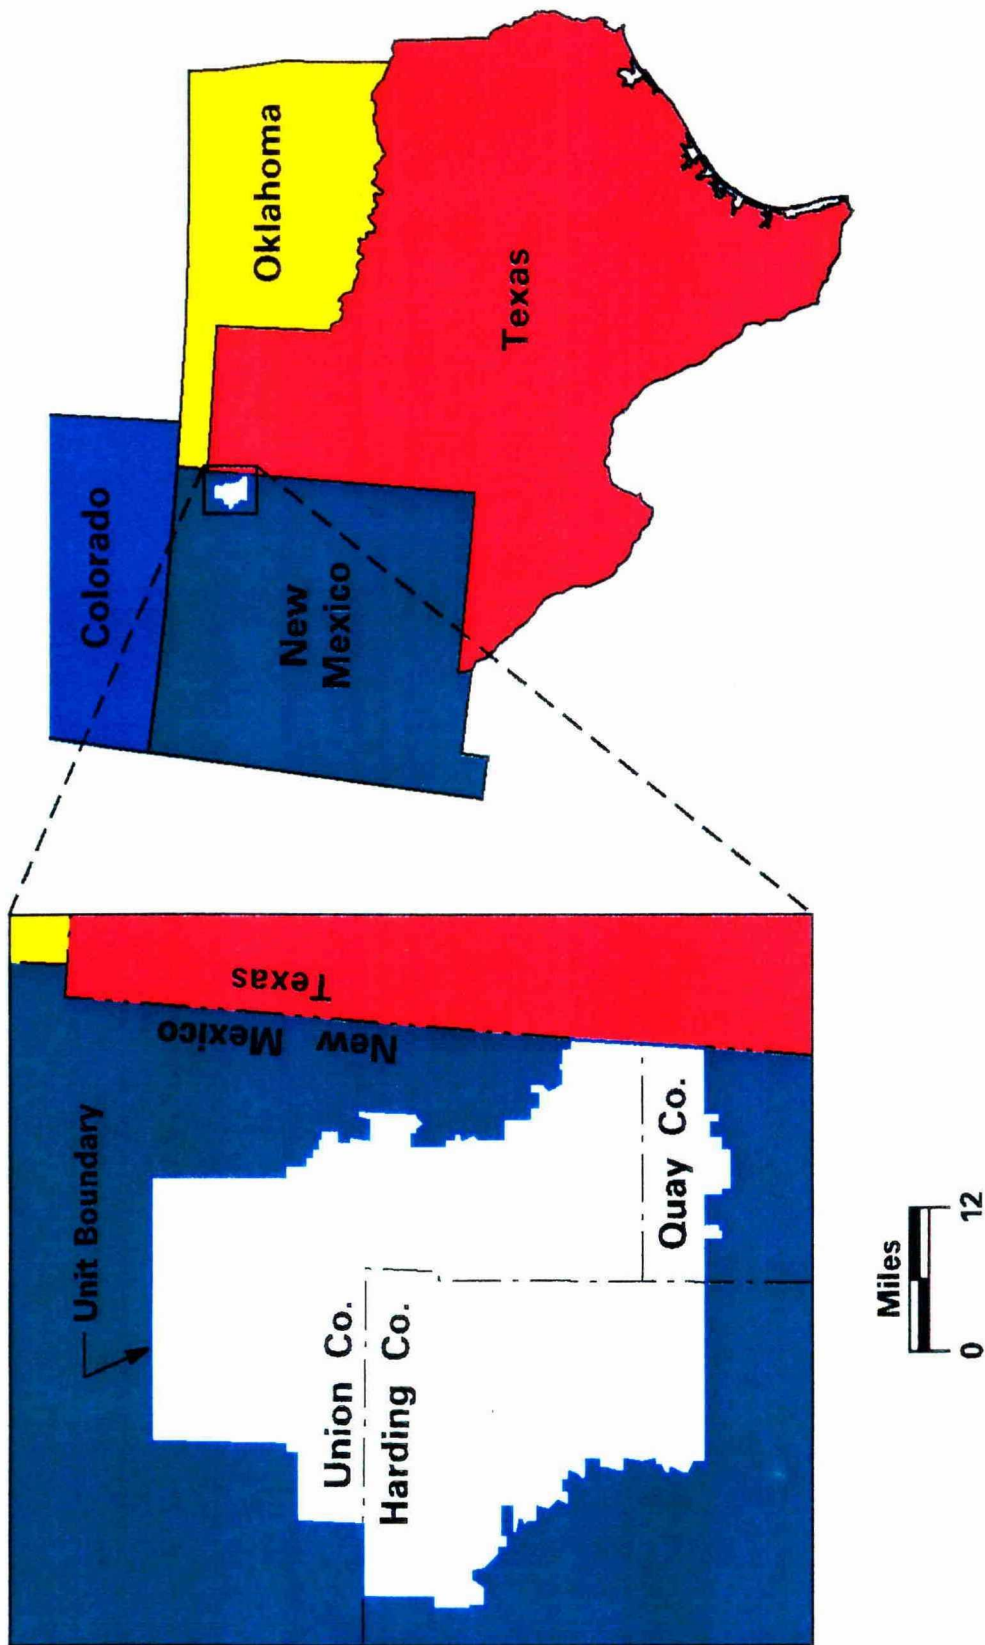 Colorado
Oklahoma
New
Mexico
Texas
Unit Boundary
New Mexico
Texas
Union Co.
Harding Co.
Quay Co.
Miles
0 12